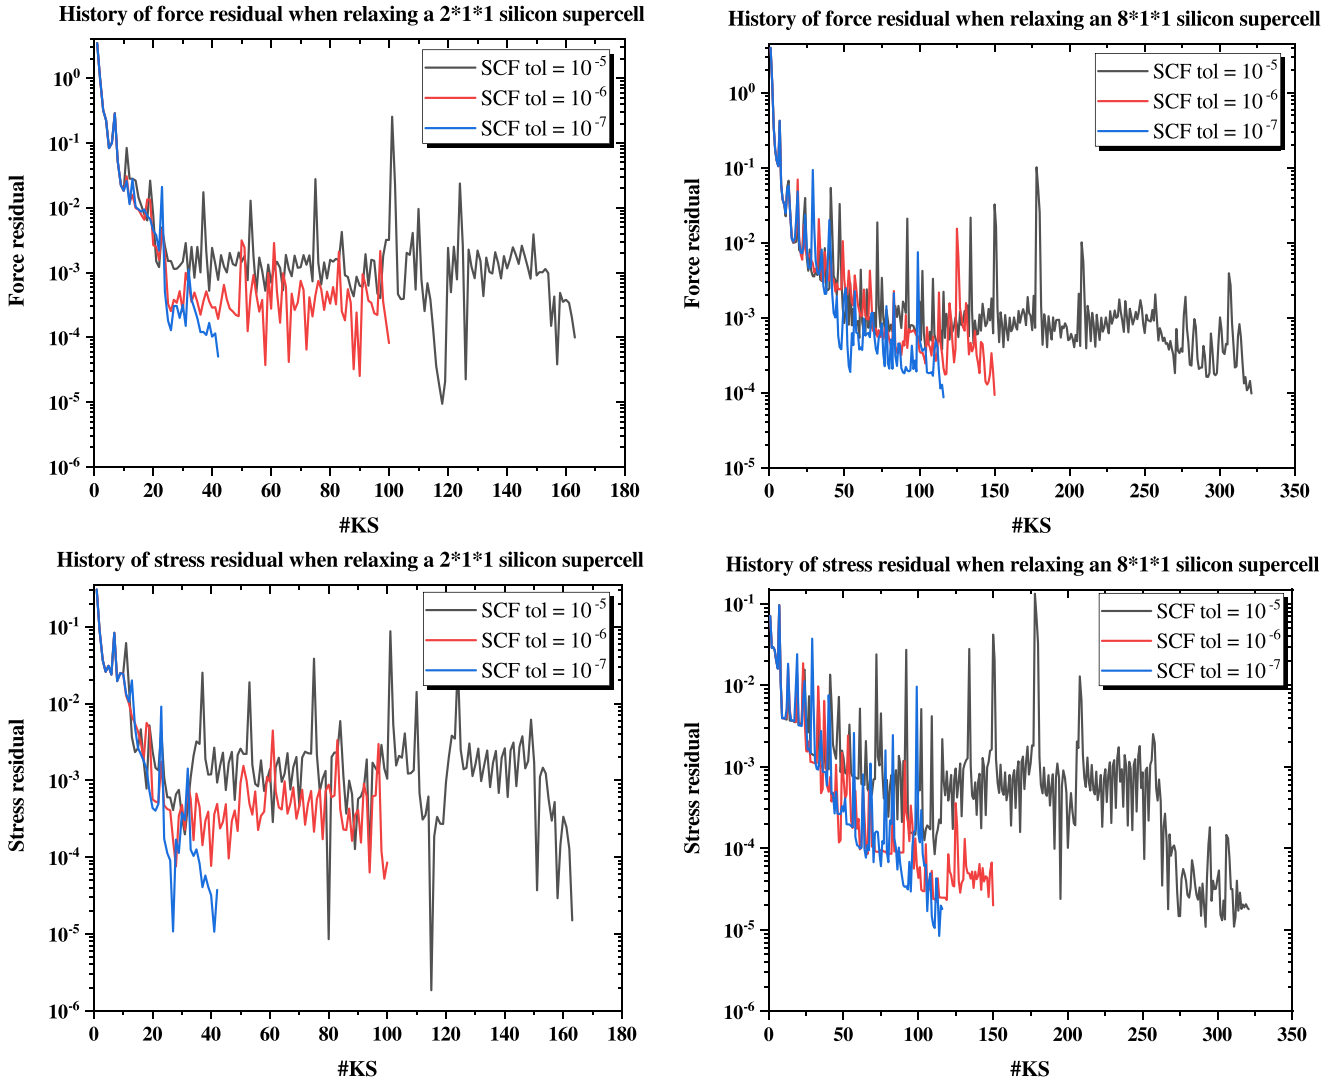 History of force residual when relaxing a 2*1*1 silicon supercell
SCF tol = 10^-5
SCF tol = 10^-6
SCF tol = 10^-7
Force residual
10^0
10^-1
10^-2
10^-3
10^-4
10^-5
10^-6
0 20 40 60 80 100 120 140 160 180
#KS
History of force residual when relaxing an 8*1*1 silicon supercell
SCF tol = 10^-5
SCF tol = 10^-6
SCF tol = 10^-7
Force residual
10^0
10^-1
10^-2
10^-3
10^-4
10^-5
0 50 100 150 200 250 300 350
#KS
History of stress residual when relaxing a 2*1*1 silicon supercell
SCF tol = 10^-5
SCF tol = 10^-6
SCF tol = 10^-7
Stress residual
10^-1
10^-2
10^-3
10^-4
10^-5
10^-6
0 20 40 60 80 100 120 140 160 180
#KS
History of stress residual when relaxing an 8*1*1 silicon supercell
SCF tol = 10^-5
SCF tol = 10^-6
SCF tol = 10^-7
Stress residual
10^-1
10^-2
10^-3
10^-4
10^-5
10^-6
0 50 100 150 200 250 300 350
#KS